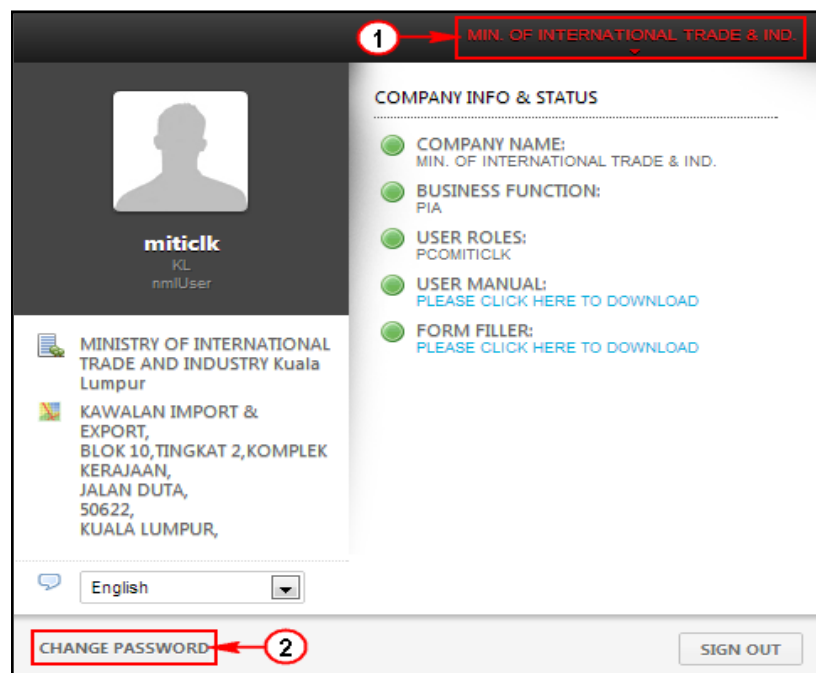 1
MIN. OF INTERNATIONAL TRADE & IND.
miticlk
KL
nmlUser
MINISTRY OF INTERNATIONAL
TRADE AND INDUSTRY Kuala
Lumpur
KAWALAN IMPORT &
EXPORT,
BLOK 10,TINGKAT 2,KOMPLEK
KERAJAAN,
JALAN DUTA,
50622,
KUALA LUMPUR,
English
COMPANY INFO & STATUS
COMPANY NAME:
MIN. OF INTERNATIONAL TRADE & IND.
BUSINESS FUNCTION:
PIA
USER ROLES:
PCOMITICLK
USER MANUAL:
PLEASE CLICK HERE TO DOWNLOAD
FORM FILLER:
PLEASE CLICK HERE TO DOWNLOAD
CHANGE PASSWORD
2
SIGN OUT